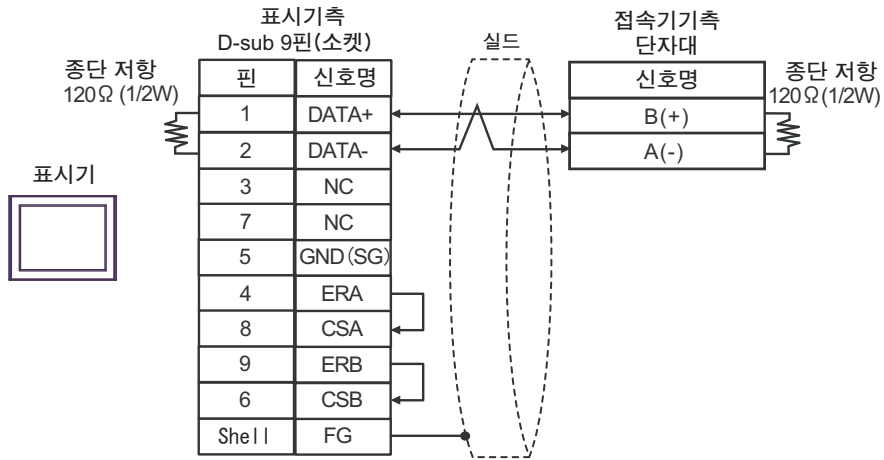 표시기측
D-sub 9핀(소켓)
실드
접속기기측
단자대
종단 저항
120Ω (1/2W)
핀 신호명
신호명
종단 저항
120Ω(1/2W)
1 DATA+
B(+)
2 DATA-
A(-)
표시기
3 NC
7 NC
5 GND(SG)
4 ERA
8 CSA
9 ERB
6 CSB
Shell FG